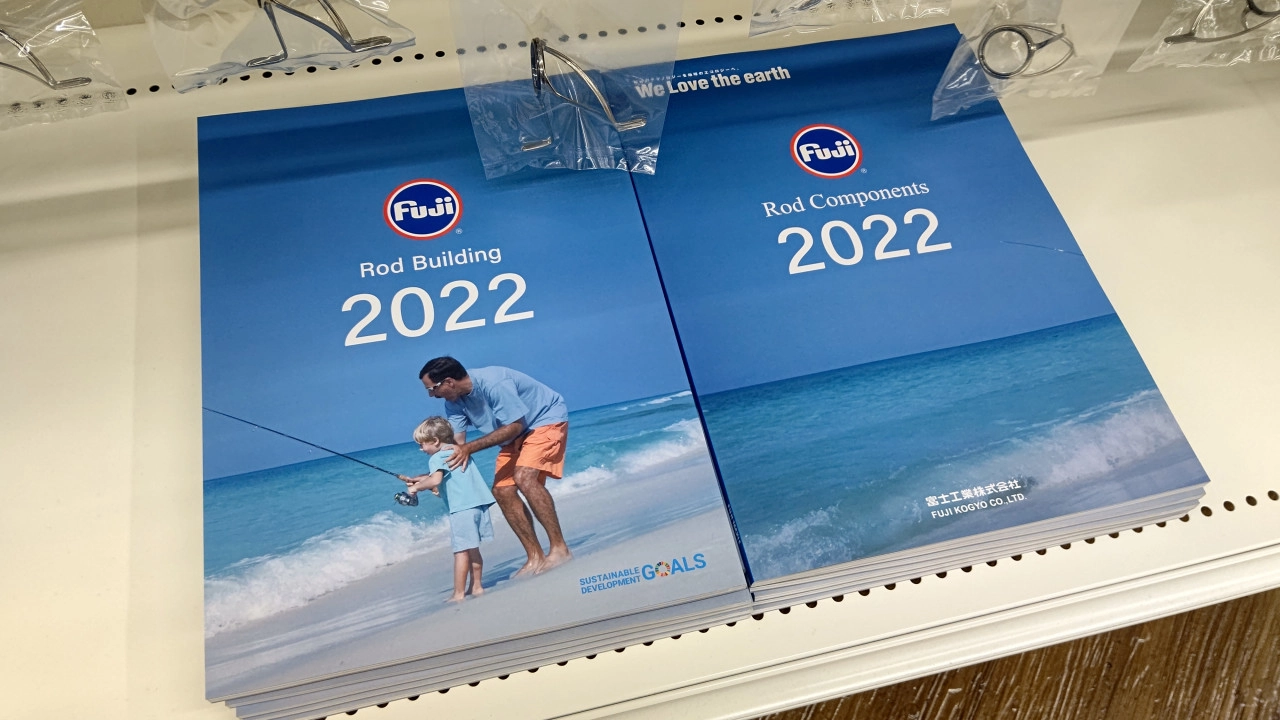 Fuji
Rod Building
2022
SUSTAINABLE
DEVELOPMENT
GOALS
We Love the earth
Fuji
Rod Components
2022
富士工業株式会社
FUJI KOGYO CO.,LTD.